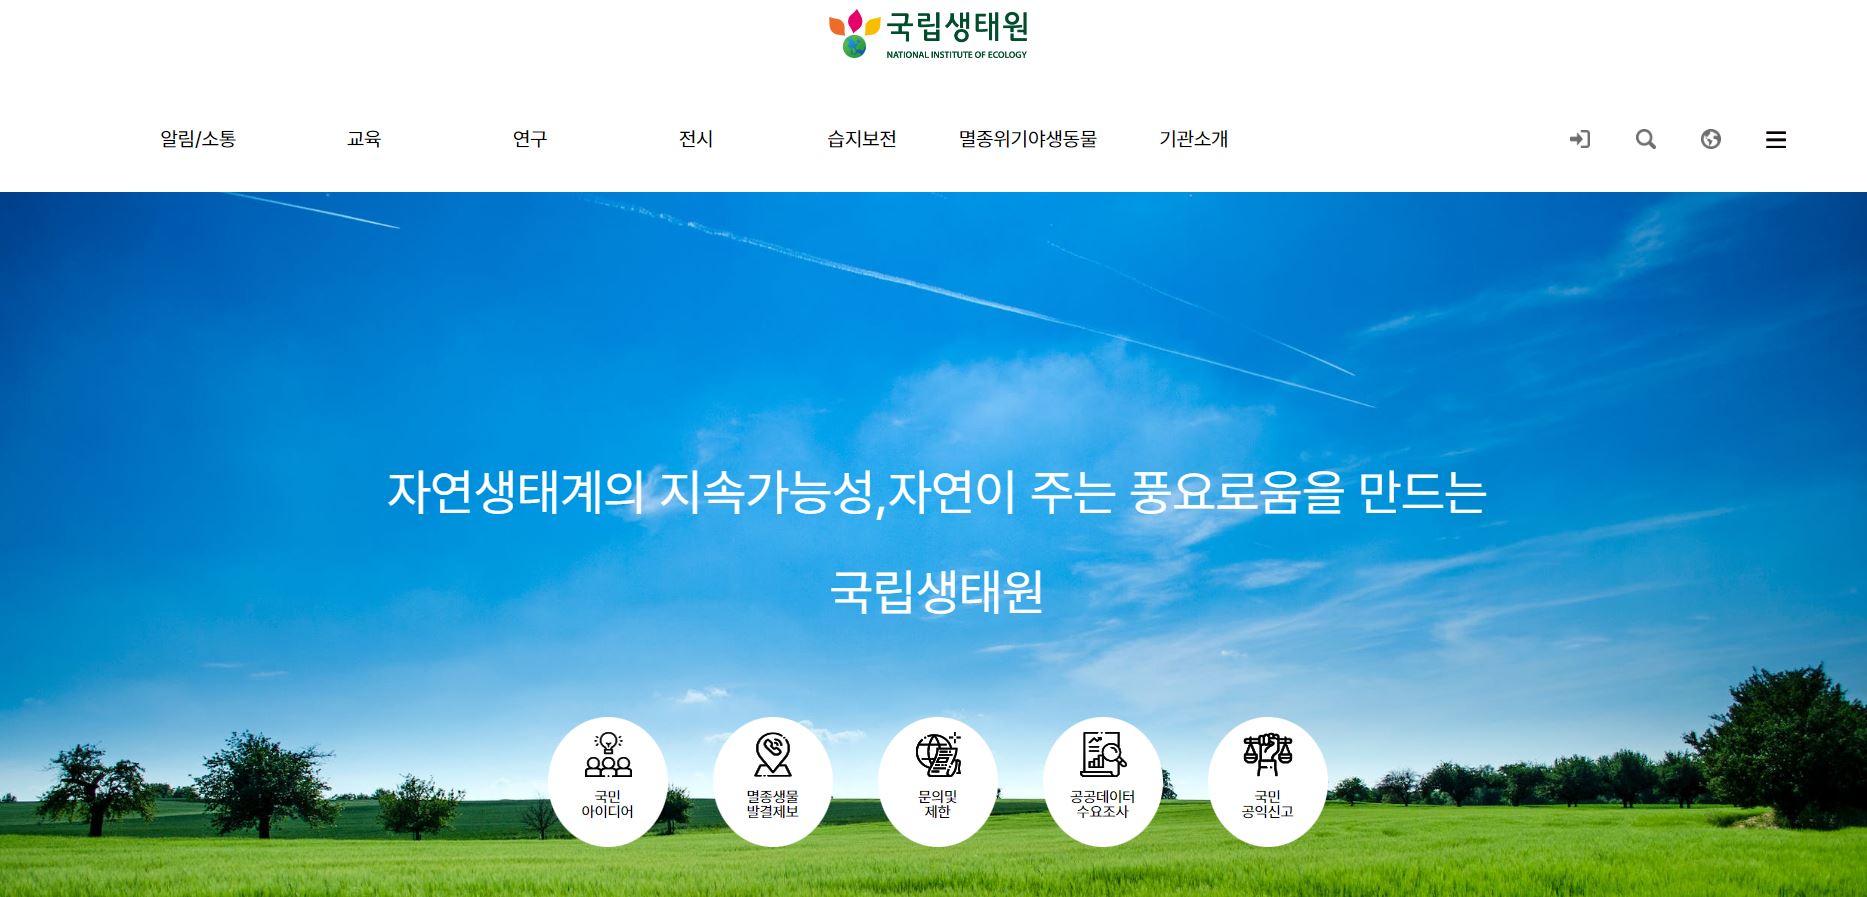 국립생태원
NATIONAL INSTITUTE OF ECOLOGY
알림/소통
교육
연구
전시
습지보전
멸종위기야생동물
기관소개
자연생태계의 지속가능성,자연이 주는 풍요로움을 만드는
국립생태원
국민
아이디어
멸종생물
발결제보
문의및
제한
공공데이터
수요조사
국민
공익신고